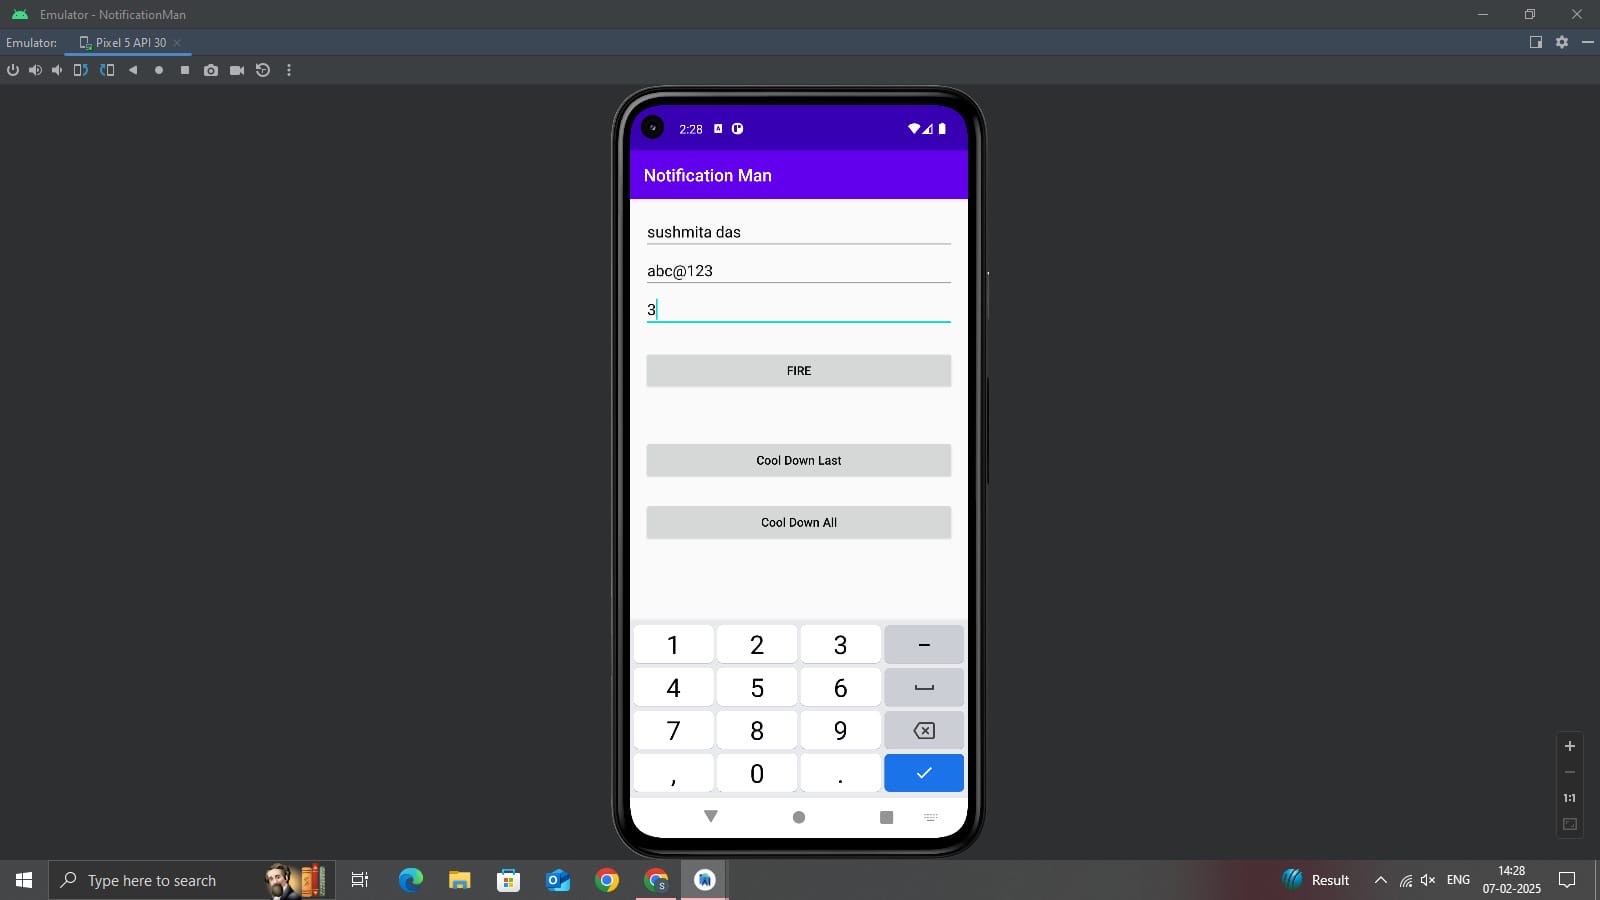 Emulator - NotificationMan
Emulator:
Pixel 5 API 30
2:28
Notification Man
sushmita das
abc@123
3
FIRE
Cool Down Last
Cool Down All
1 2 3 -
4 5 6
7 8 9
, 0 .
1:1
Type here to search
Result
ENG
14:28
07-02-2025